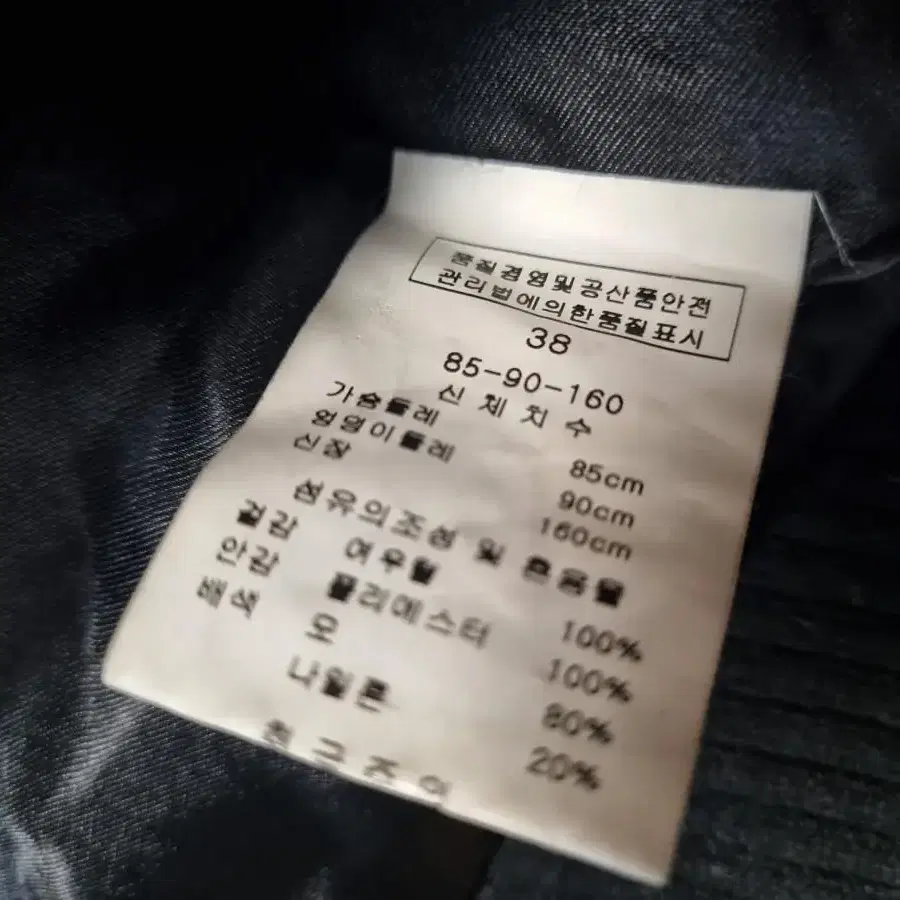 품질경영및공산품안전
관리법에의한품질표시
38
85-90-160
신체치수
가슴둘레 85cm
엉덩이둘레 90cm
신장 160cm
섬유의조성 및 혼용율
겉감 여우털 100%
안감 폴리에스터 100%
배색 모 80%
나일론 20%